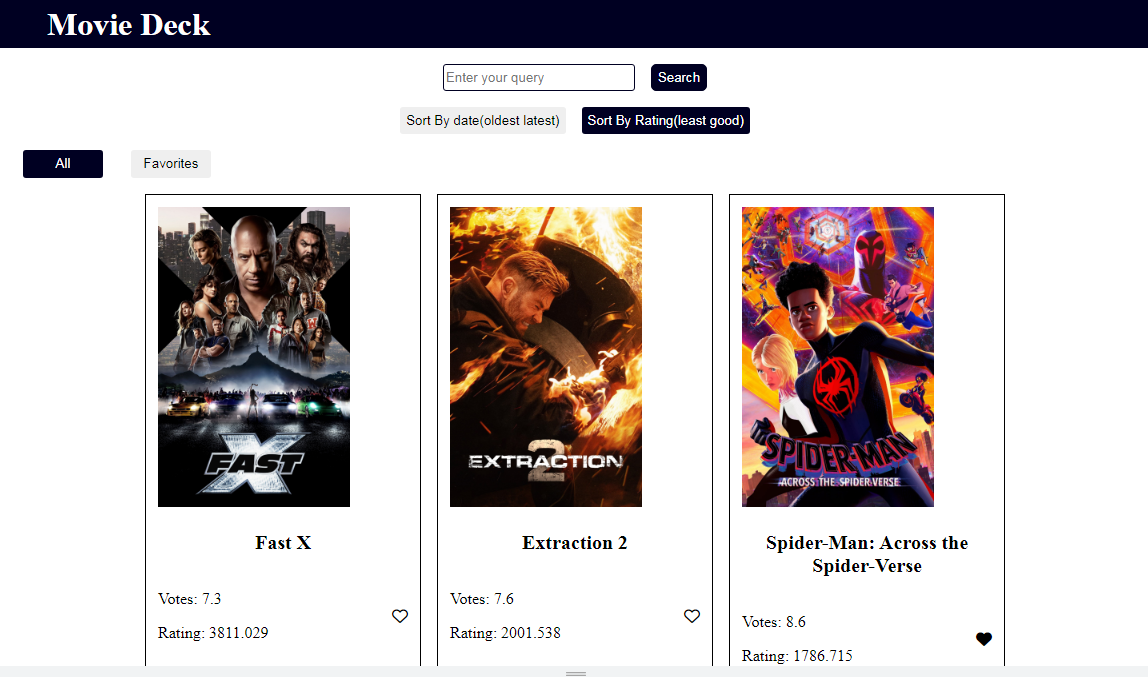 Movie Deck
Enter your query
Search
Sort By date(oldest latest)
Sort By Rating(least good)
All
Favorites
FAST X
EXTRACTION
2
SPIDER-MAN
ACROSS THE SPIDER-VERSE
Fast X
Extraction 2
Spider-Man: Across the
Spider-Verse
Votes: 7.3
Rating: 3811.029
Votes: 7.6
Rating: 2001.538
Votes: 8.6
Rating: 1786.715